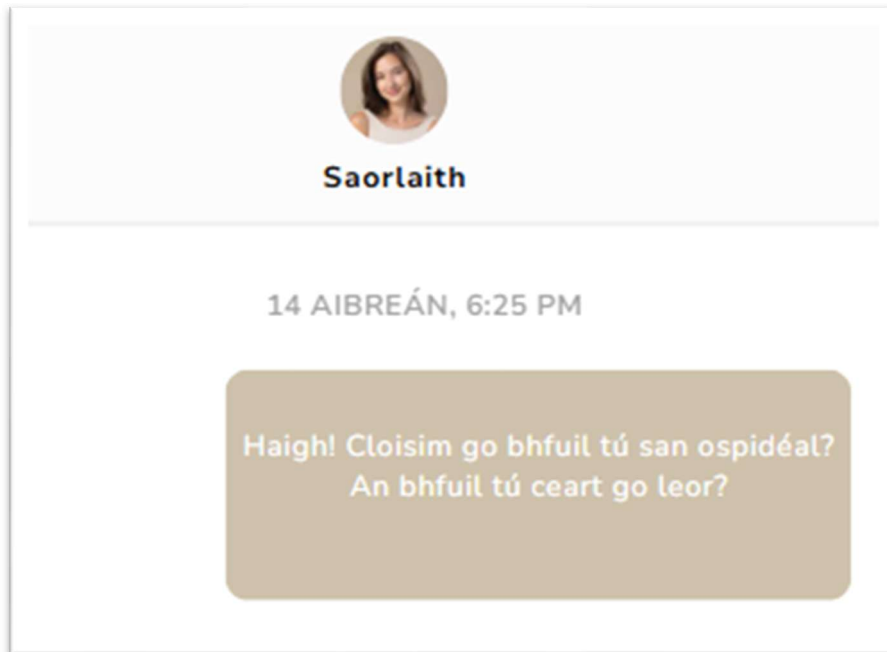 Saorlaith
14 AIBREÁN, 6:25 PM
Haigh! Cloisim go bhfuil tú san ospidéal?
An bhfuil tú ceart go leor?